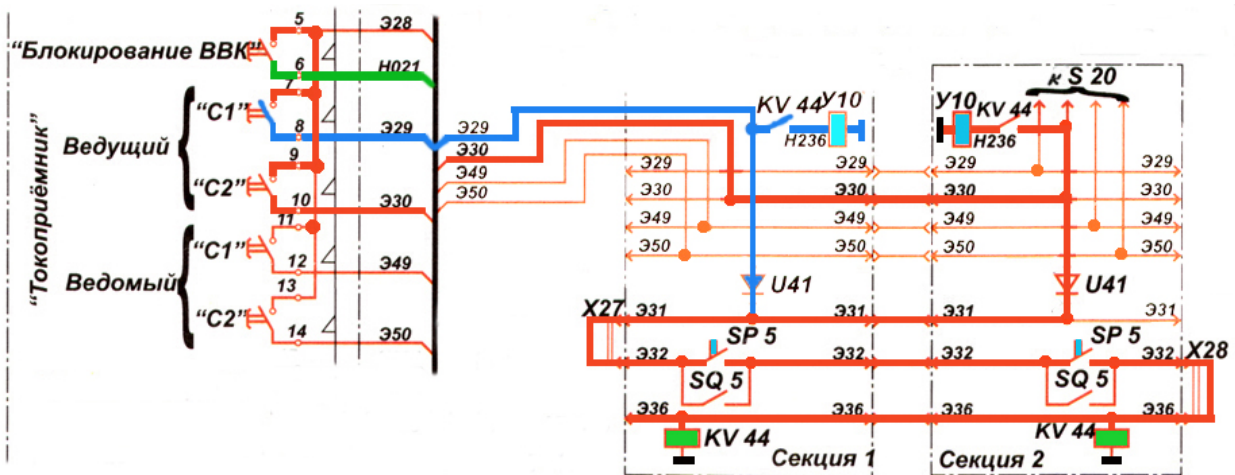 5
Э28
"Блокирование ВВК"
6
Н021
7
"С1"
8
Э29
Ведущий
9
"С2"
10
Э30
"Токоприёмник"
11
"С1"
12
Э49
Ведомый
13
"С2"
14
Э50
Э29
Э30
Э49
Э50
KV 44
У10
Н236
Э29
Э30
Э30
Э49
Э49
Э50
Э50
U41
X27
Э31
Э31
SP 5
Э32
Э32
SQ 5
Э36
Э36
KV 44
Секция 1
к S 20
У10
KV 44
Н236
Э29
Э29
Э30
Э30
Э49
Э49
Э50
Э50
U41
Э31
Э31
SP 5
Э32
Э32
X28
SQ 5
Э36
Э36
KV 44
Секция 2